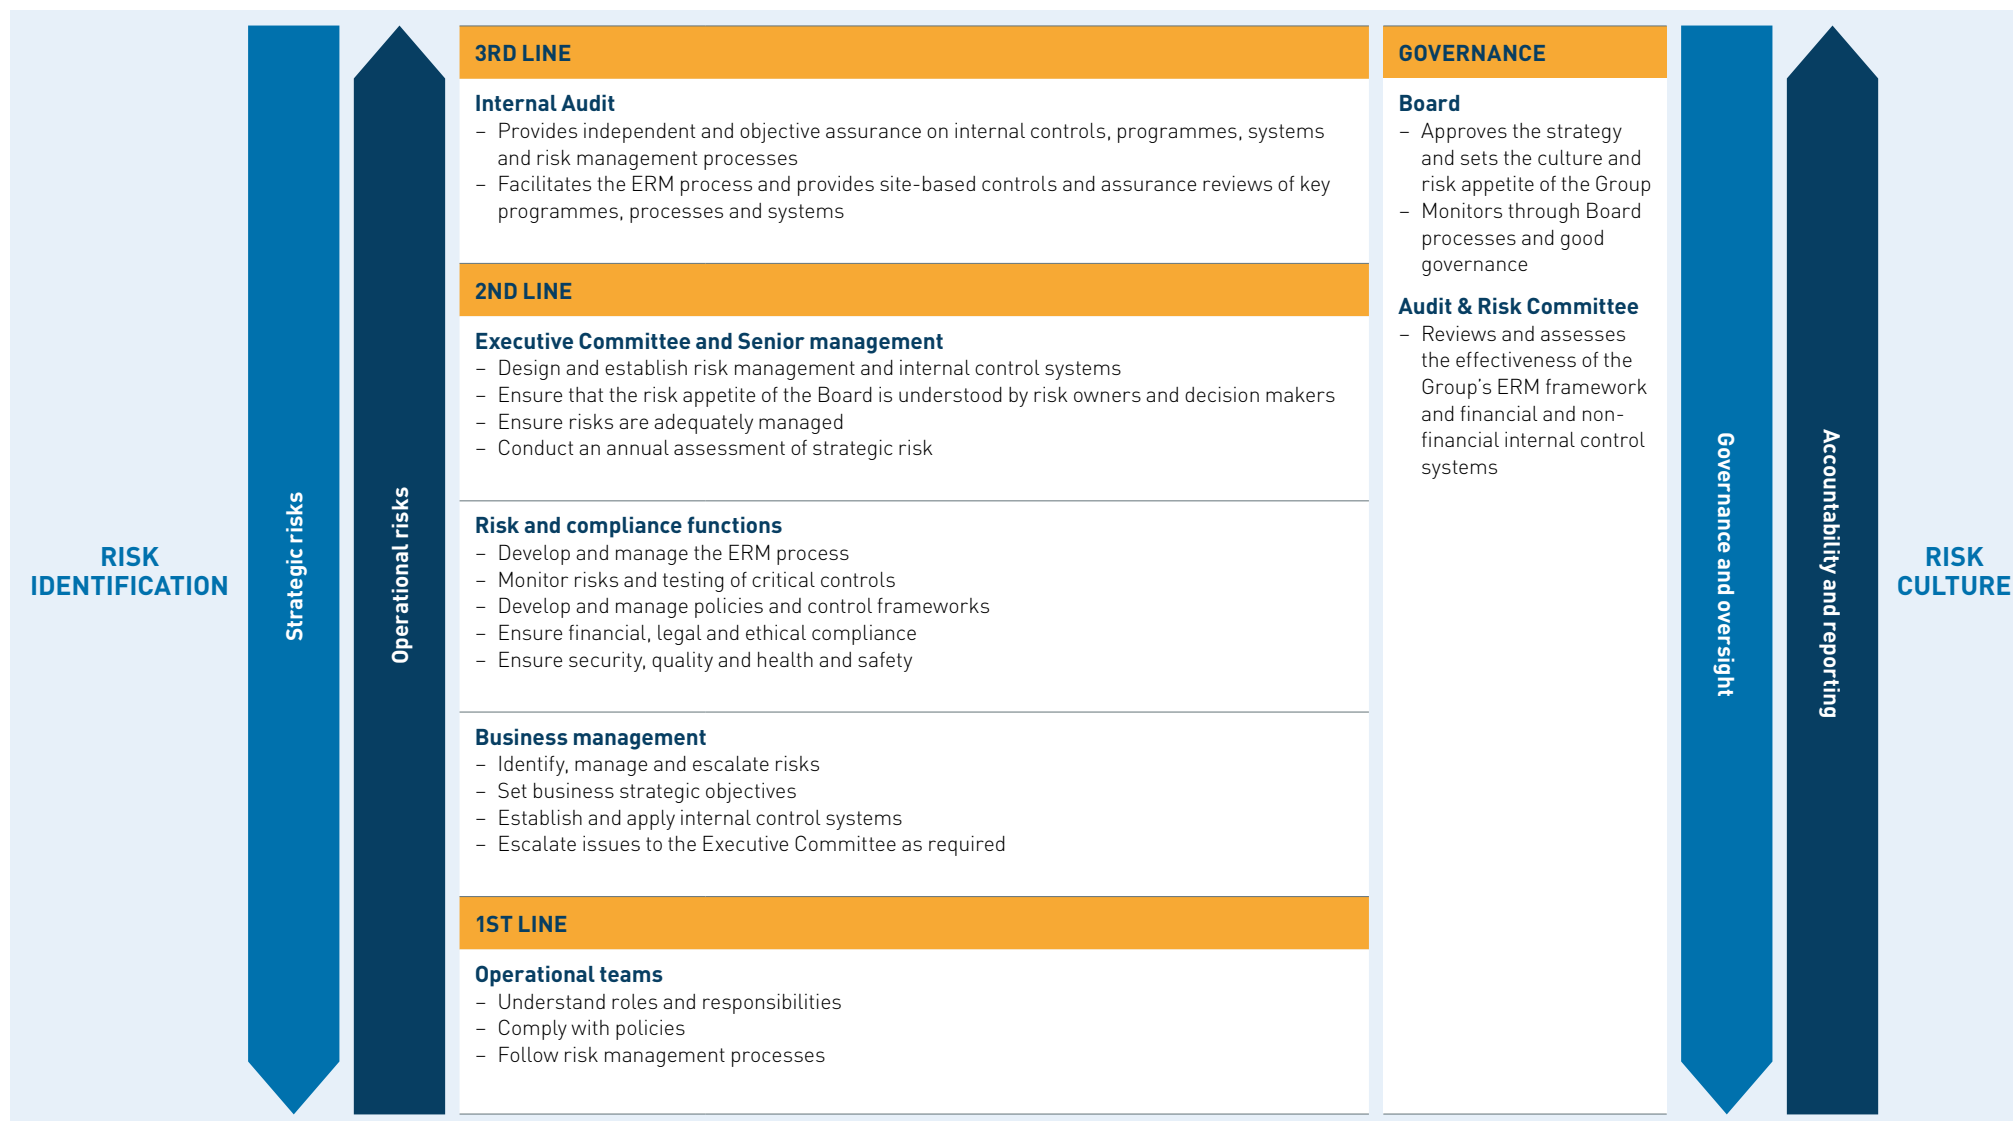 RISK
IDENTIFICATION
Strategic risks
Operational risks
3RD LINE
Internal Audit
– Provides independent and objective assurance on internal controls, programmes, systems
and risk management processes
– Facilitates the ERM process and provides site-based controls and assurance reviews of key
programmes, processes and systems
2ND LINE
Executive Committee and Senior management
– Design and establish risk management and internal control systems
– Ensure that the risk appetite of the Board is understood by risk owners and decision makers
– Ensure risks are adequately managed
– Conduct an annual assessment of strategic risk
Risk and compliance functions
– Develop and manage the ERM process
– Monitor risks and testing of critical controls
– Develop and manage policies and control frameworks
– Ensure financial, legal and ethical compliance
– Ensure security, quality and health and safety
Business management
– Identify, manage and escalate risks
– Set business strategic objectives
– Establish and apply internal control systems
– Escalate issues to the Executive Committee as required
1ST LINE
Operational teams
– Understand roles and responsibilities
– Comply with policies
– Follow risk management processes
GOVERNANCE
Board
– Approves the strategy
and sets the culture and
risk appetite of the Group
– Monitors through Board
processes and good
governance
Audit & Risk Committee
– Reviews and assesses
the effectiveness of the
Group's ERM framework
and financial and non-
financial internal control
systems
Governance and oversight
Accountability and reporting
RISK
CULTURE